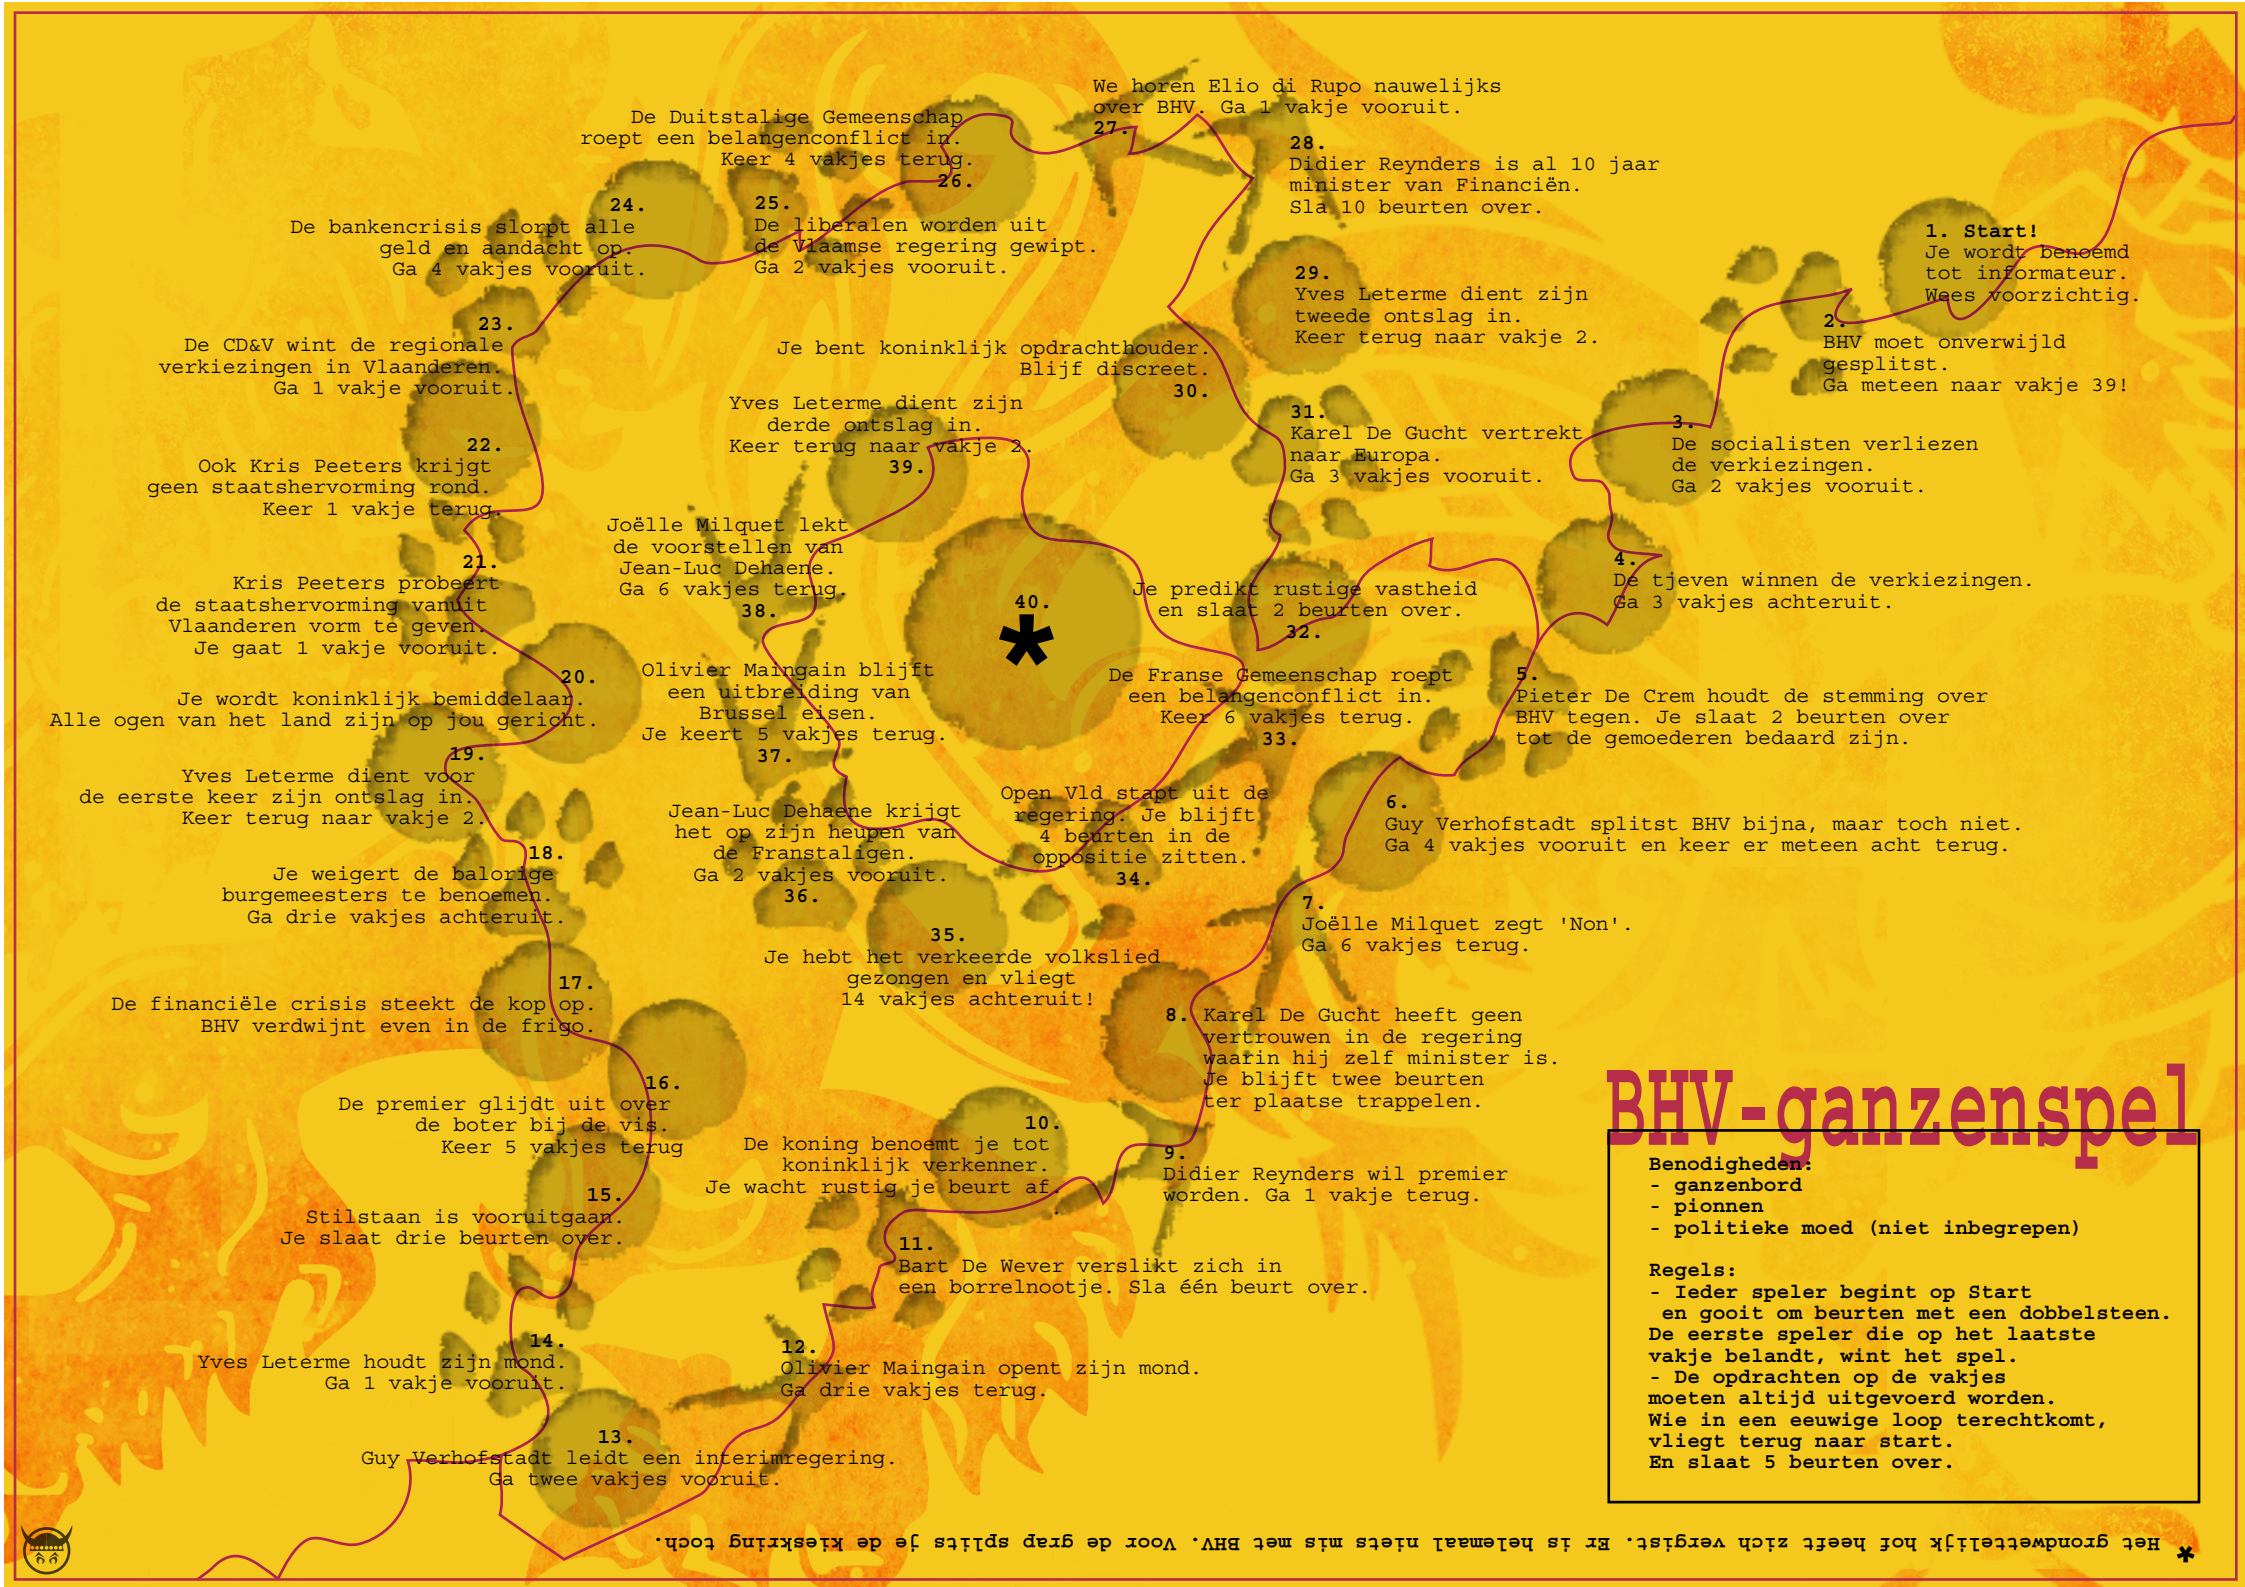 1. Start!
Je wordt benoemd
tot informateur.
Wees voorzichtig.
2.
BHV moet onverwijld
gesplitst.
Ga meteen naar vakje 39!
3.
De socialisten verliezen
de verkiezingen.
Ga 2 vakjes vooruit.
4.
De tjeven winnen de verkiezingen.
Ga 3 vakjes achteruit.
5.
Pieter De Crem houdt de stemming over
BHV tegen. Je slaat 2 beurten over
tot de gemoederen bedaard zijn.
6.
Guy Verhofstadt splitst BHV bijna, maar toch niet.
Ga 4 vakjes vooruit en keer er meteen acht terug.
7.
Joëlle Milquet zegt 'Non'.
Ga 6 vakjes terug.
8. Karel De Gucht heeft geen
vertrouwen in de regering
waarin hij zelf minister is.
Je blijft twee beurten
ter plaatse trappelen.
9.
Didier Reynders wil premier
worden. Ga 1 vakje terug.
10.
De koning benoemt je tot
koninklijk verkenner.
Je wacht rustig je beurt af.
.
11.
Bart De Wever verslikt zich in
een borrelnootje. Sla één beurt over.
12.
Olivier Maingain opent zijn mond.
Ga drie vakjes terug.
13.
Guy Verhofstadt leidt een interimregering.
Ga twee vakjes vooruit.
14.
Yves Leterme houdt zijn mond.
Ga 1 vakje vooruit.
15.
Stilstaan is vooruitgaan.
Je slaat drie beurten over.
16.
De premier glijdt uit over
de boter bij de vis.
Keer 5 vakjes terug
17.
De financiële crisis steekt de kop op.
BHV verdwijnt even in de frigo.
18.
Je weigert de balorige
burgemeesters te benoemen.
Ga drie vakjes achteruit.
19.
Yves Leterme dient voor
de eerste keer zijn ontslag in.
Keer terug naar vakje 2.
20.
Je wordt koninklijk bemiddelaar.
Alle ogen van het land zijn op jou gericht.
21.
Kris Peeters probeert
de staatshervorming vanuit
Vlaanderen vorm te geven.
Je gaat 1 vakje vooruit.
22.
Ook Kris Peeters krijgt
geen staatshervorming rond.
Keer 1 vakje terug.
23.
De CD&V wint de regionale
verkiezingen in Vlaanderen.
Ga 1 vakje vooruit.
24.
De bankencrisis slorpt alle
geld en aandacht op.
Ga 4 vakjes vooruit.
25.
De liberalen worden uit
de Vlaamse regering gewipt.
Ga 2 vakjes vooruit.
De Duitstalige Gemeenschap
roept een belangenconflict in.
Keer 4 vakjes terug.
26.
We horen Elio di Rupo nauwelijks
over BHV. Ga 1 vakje vooruit.
27.
28.
Didier Reynders is al 10 jaar
minister van Financiën.
Sla 10 beurten over.
29.
Yves Leterme dient zijn
tweede ontslag in.
Keer terug naar vakje 2.
Je bent koninklijk opdrachthouder.
Blijf discreet.
30.
31.
Karel De Gucht vertrekt
naar Europa.
Ga 3 vakjes vooruit.
Je predikt rustige vastheid
en slaat 2 beurten over.
32.
De Franse Gemeenschap roept
een belangenconflict in.
Keer 6 vakjes terug.
33.
Open Vld stapt uit de
regering. Je blijft
4 beurten in de
oppositie zitten.
34.
35.
Je hebt het verkeerde volkslied
gezongen en vliegt
14 vakjes achteruit!
Jean-Luc Dehaene krijgt
het op zijn heupen van
de Franstaligen.
Ga 2 vakjes vooruit.
36.
Olivier Maingain blijft
een uitbreiding van
Brussel eisen.
Je keert 5 vakjes terug.
37.
Joëlle Milquet lekt
de voorstellen van
Jean-Luc Dehaene.
Ga 6 vakjes terug.
38.
Yves Leterme dient zijn
derde ontslag in.
Keer terug naar vakje 2.
39.
40.
*
BHV-ganzenspel
Benodigheden:
- ganzenbord
- pionnen
- politieke moed (niet inbegrepen)
Regels:
- Ieder speler begint op Start
en gooit om beurten met een dobbelsteen.
De eerste speler die op het laatste
vakje belandt, wint het spel.
- De opdrachten op de vakjes
moeten altijd uitgevoerd worden.
Wie in een eeuwige loop terechtkomt,
vliegt terug naar start.
En slaat 5 beurten over.
* Het grondwettelijk hof heeft zich vergist. Er is helemaal niets mis met BHV. Voor de grap splits je de kieskring toch.